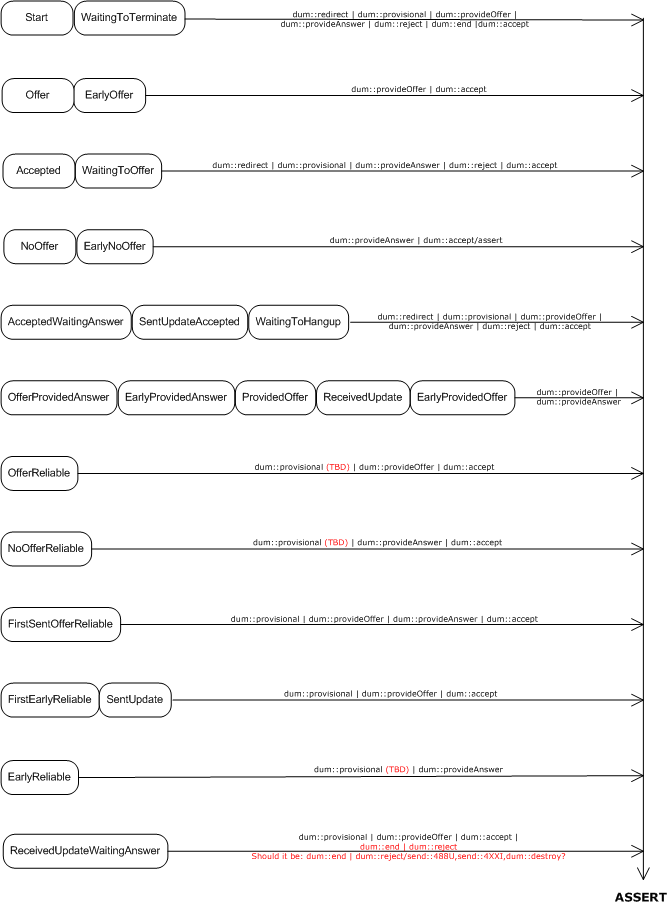 Start WaitingToTerminate dum::redirect | dum::provisional | dum::provideOffer |
dum::provideAnswer | dum::reject | dum::end |dum::accept
Offer EarlyOffer dum::provideOffer | dum::accept
Accepted WaitingToOffer dum::redirect | dum::provisional | dum::provideAnswer | dum::reject | dum::accept
NoOffer EarlyNoOffer dum::provideAnswer | dum::accept/assert
AcceptedWaitingAnswer SentUpdateAccepted WaitingToHangup dum::redirect | dum::provisional | dum::provideOffer |
dum::provideAnswer | dum::reject | dum::accept
OfferProvidedAnswer EarlyProvidedAnswer ProvidedOffer ReceivedUpdate EarlyProvidedOffer dum::provideOffer |
dum::provideAnswer
OfferReliable dum::provisional (TBD) | dum::provideOffer | dum::accept
NoOfferReliable dum::provisional (TBD) | dum::provideAnswer | dum::accept
FirstSentOfferReliable dum::provisional | dum::provideOffer | dum::provideAnswer | dum::accept
FirstEarlyReliable SentUpdate dum::provisional | dum::provideOffer | dum::accept
EarlyReliable dum::provisional (TBD) | dum::provideAnswer
ReceivedUpdateWaitingAnswer dum::provisional | dum::provideOffer | dum::accept |
dum::end | dum::reject
Should it be: dum::end | dum::reject/send::488U,send::4XXI,dum::destroy?
ASSERT